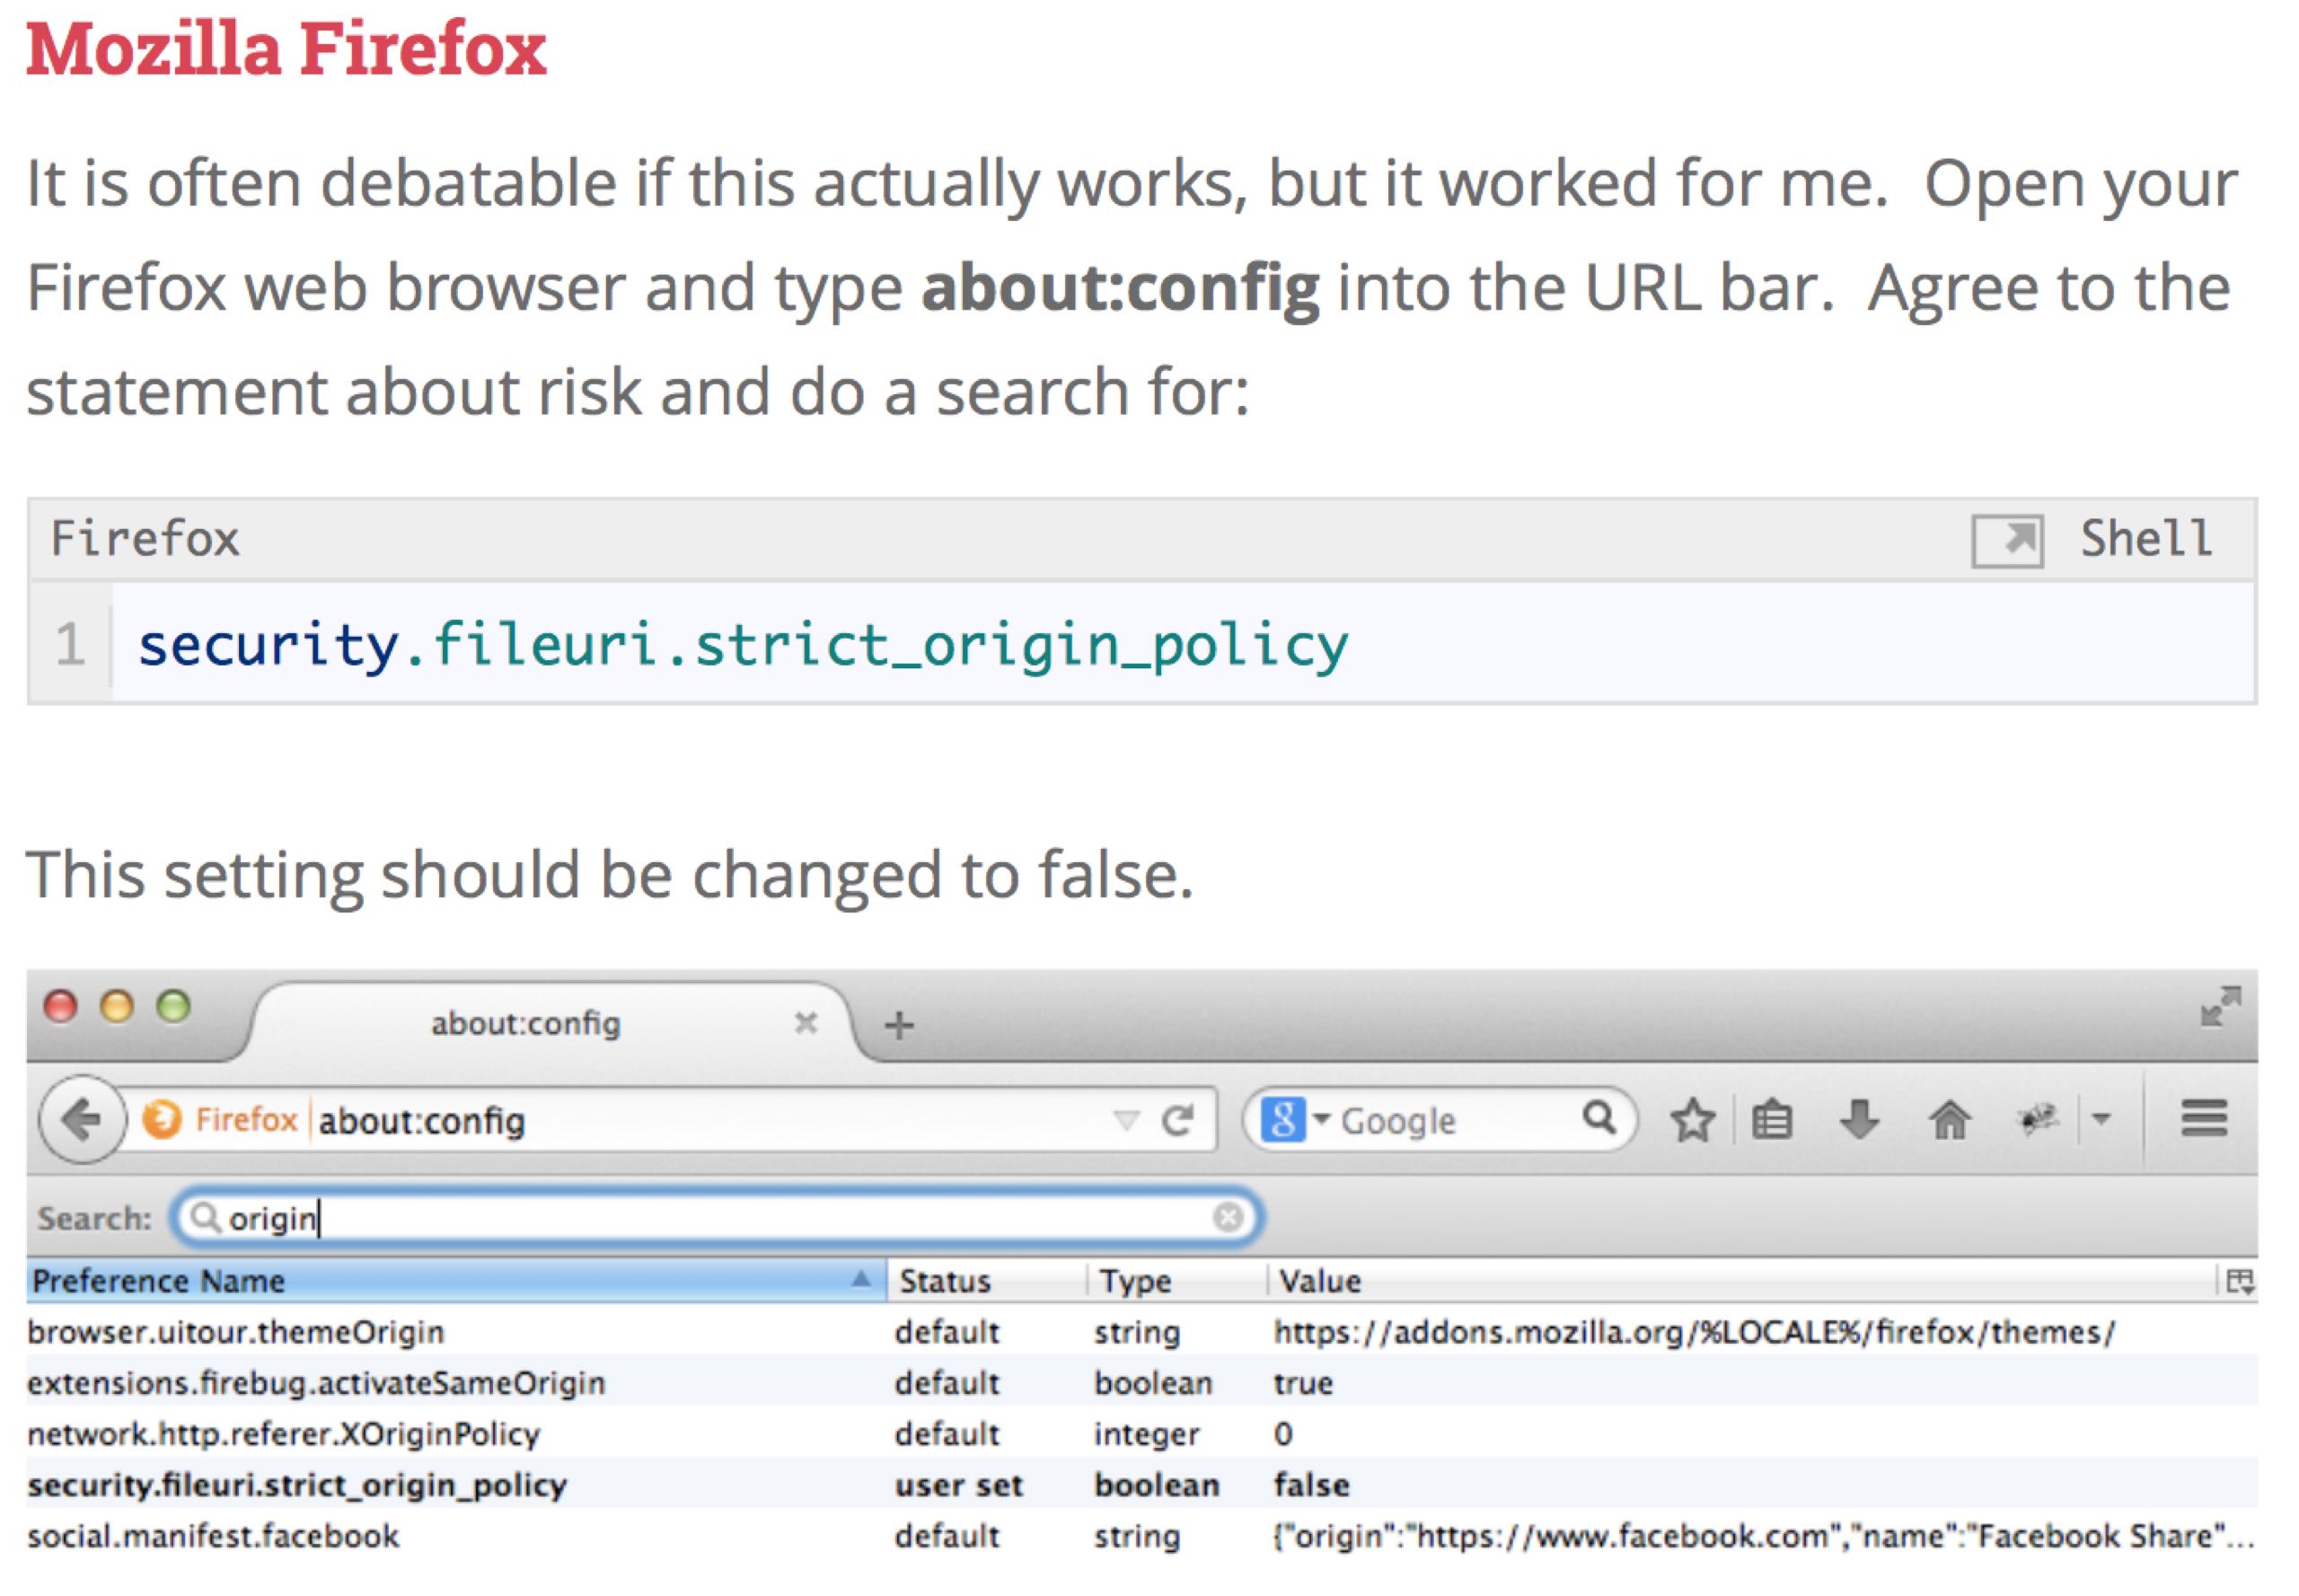 Mozilla Firefox
It is often debatable if this actually works, but it worked for me.  Open your
Firefox web browser and type about:config into the URL bar.  Agree to the
statement about risk and do a search for:
Firefox Shell
1 security.fileuri.strict_origin_policy
This setting should be changed to false.
about:config
Firefox about:config Google
Search: origin
Preference Name Status Type Value
browser.uitour.themeOrigin default string https://addons.mozilla.org/%LOCALE%/firefox/themes/
extensions.firebug.activateSameOrigin default boolean true
network.http.referer.XOriginPolicy default integer 0
security.fileuri.strict_origin_policy user set boolean false
social.manifest.facebook default string {"origin":"https://www.facebook.com","name":"Facebook Share"...